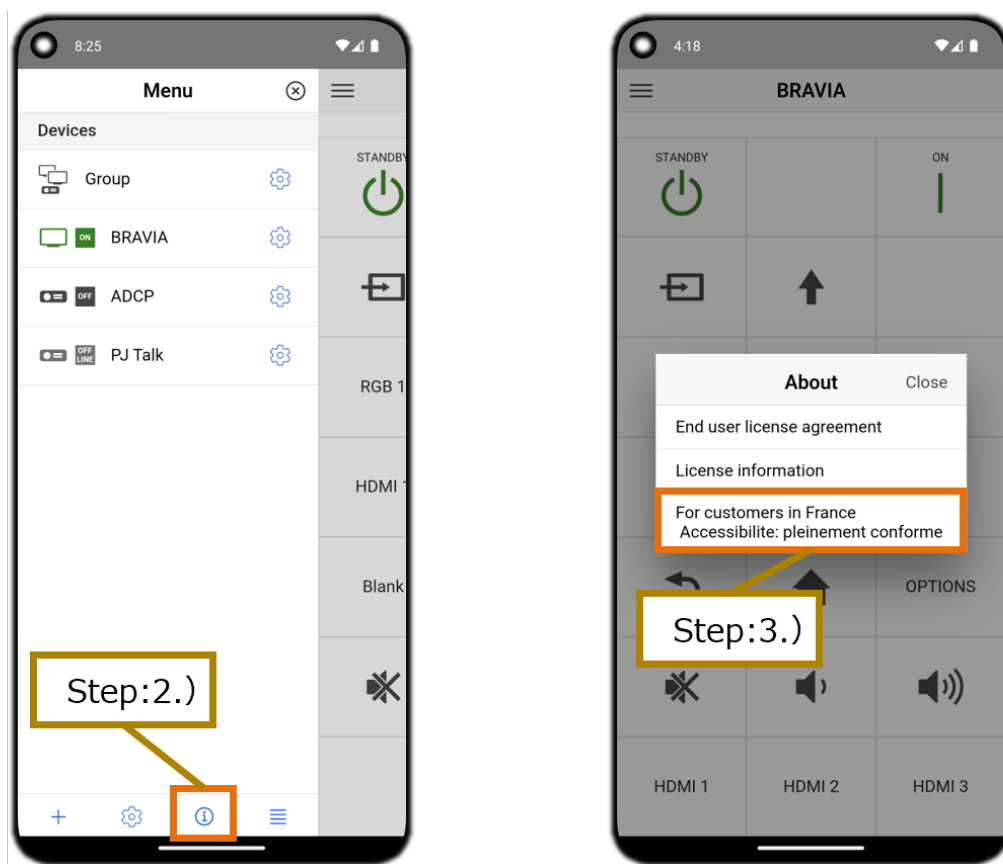 8:25
Menu
Devices
Group
ON
BRAVIA
OFF
ADCP
OFF
LINE
PJ Talk
STANDBY
RGB 1
HDMI 1
Blank
Step:2.)
4:18
BRAVIA
STANDBY
ON
About
Close
End user license agreement
License information
For customers in France
Accessibilite: pleinement conforme
OPTIONS
Step:3.)
HDMI 1
HDMI 2
HDMI 3